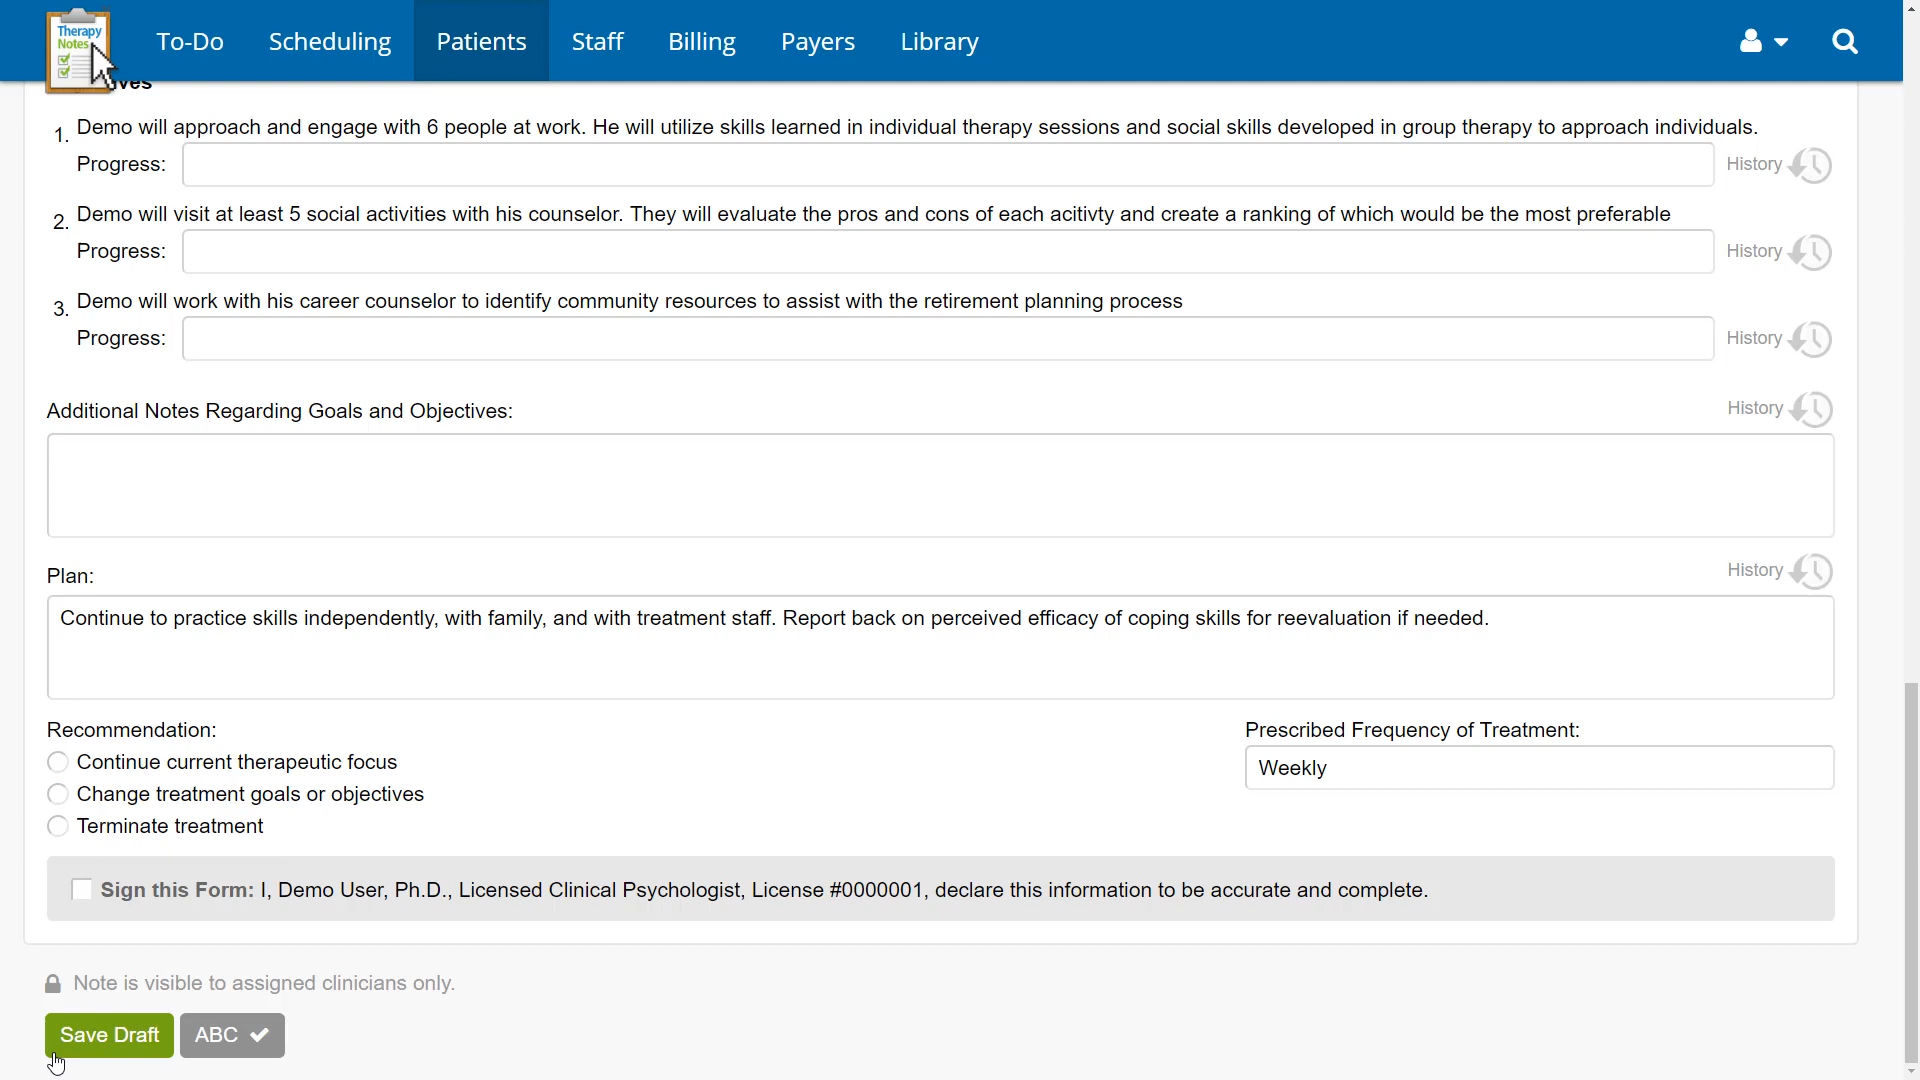 Therapy
Notes
To-Do
Scheduling
Patients
Staff
Billing
Payers
Library
1. Demo will approach and engage with 6 people at work. He will utilize skills learned in individual therapy sessions and social skills developed in group therapy to approach individuals.
Progress:
History
2. Demo will visit at least 5 social activities with his counselor. They will evaluate the pros and cons of each acitivty and create a ranking of which would be the most preferable
Progress:
History
3. Demo will work with his career counselor to identify community resources to assist with the retirement planning process
Progress:
History
Additional Notes Regarding Goals and Objectives:
History
Plan:
History
Continue to practice skills independently, with family, and with treatment staff. Report back on perceived efficacy of coping skills for reevaluation if needed.
Recommendation:
Continue current therapeutic focus
Change treatment goals or objectives
Terminate treatment
Prescribed Frequency of Treatment:
Weekly
Sign this Form: I, Demo User, Ph.D., Licensed Clinical Psychologist, License #0000001, declare this information to be accurate and complete.
Note is visible to assigned clinicians only.
Save Draft
ABC